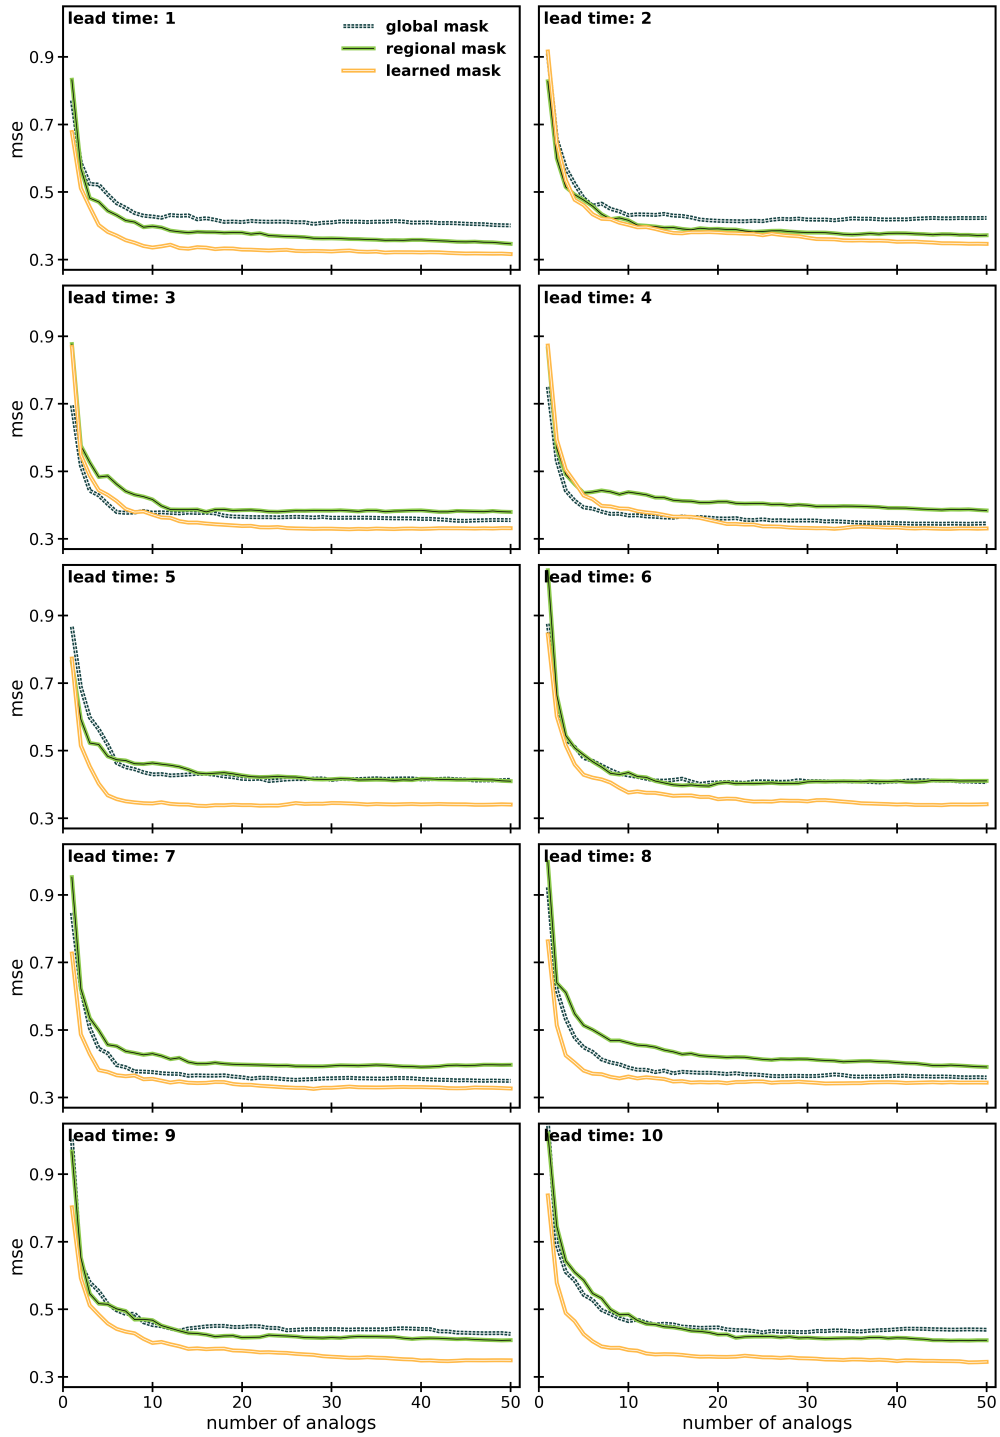 lead time: 1
global mask
regional mask
learned mask
mse
0.9
0.7
0.5
0.3
lead time: 2
lead time: 3
mse
0.9
0.7
0.5
0.3
lead time: 4
lead time: 5
mse
0.9
0.7
0.5
0.3
lead time: 6
lead time: 7
mse
0.9
0.7
0.5
0.3
lead time: 8
lead time: 9
mse
0.9
0.7
0.5
0.3
0 10 20 30 40 50
number of analogs
lead time: 10
0 10 20 30 40 50
number of analogs